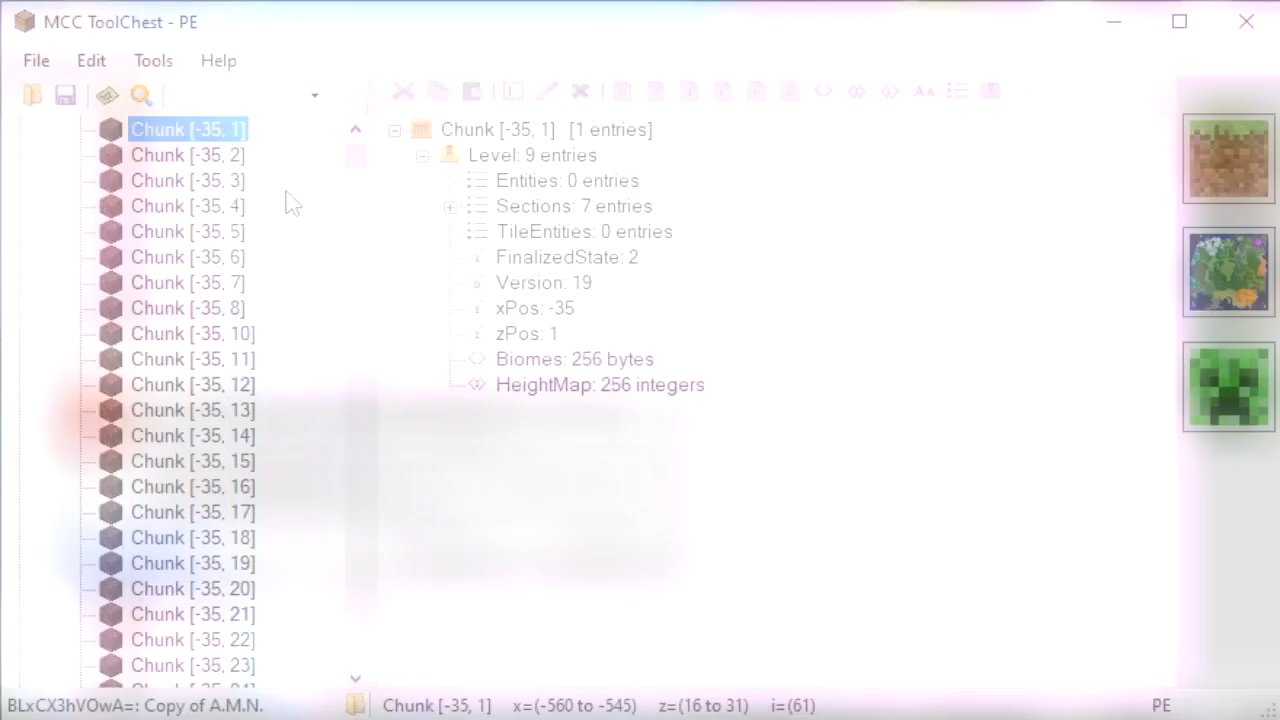 MCC ToolChest - PE
File Edit Tools Help
Chunk [-35, 1]
Chunk [-35, 2]
Chunk [-35, 3]
Chunk [-35, 4]
Chunk [-35, 5]
Chunk [-35, 6]
Chunk [-35, 7]
Chunk [-35, 8]
Chunk [-35, 10]
Chunk [-35, 11]
Chunk [-35, 12]
Chunk [-35, 13]
Chunk [-35, 14]
Chunk [-35, 15]
Chunk [-35, 16]
Chunk [-35, 17]
Chunk [-35, 18]
Chunk [-35, 19]
Chunk [-35, 20]
Chunk [-35, 21]
Chunk [-35, 22]
Chunk [-35, 23]
Chunk [-35, 1] [1 entries]
Level: 9 entries
Entities: 0 entries
Sections: 7 entries
TileEntities: 0 entries
FinalizedState: 2
Version: 19
xPos: -35
zPos: 1
Biomes: 256 bytes
HeightMap: 256 integers
BLxCX3hVOwA=: Copy of A.M.N. Chunk [-35, 1] x=(-560 to -545) z=(16 to 31) i=(61) PE